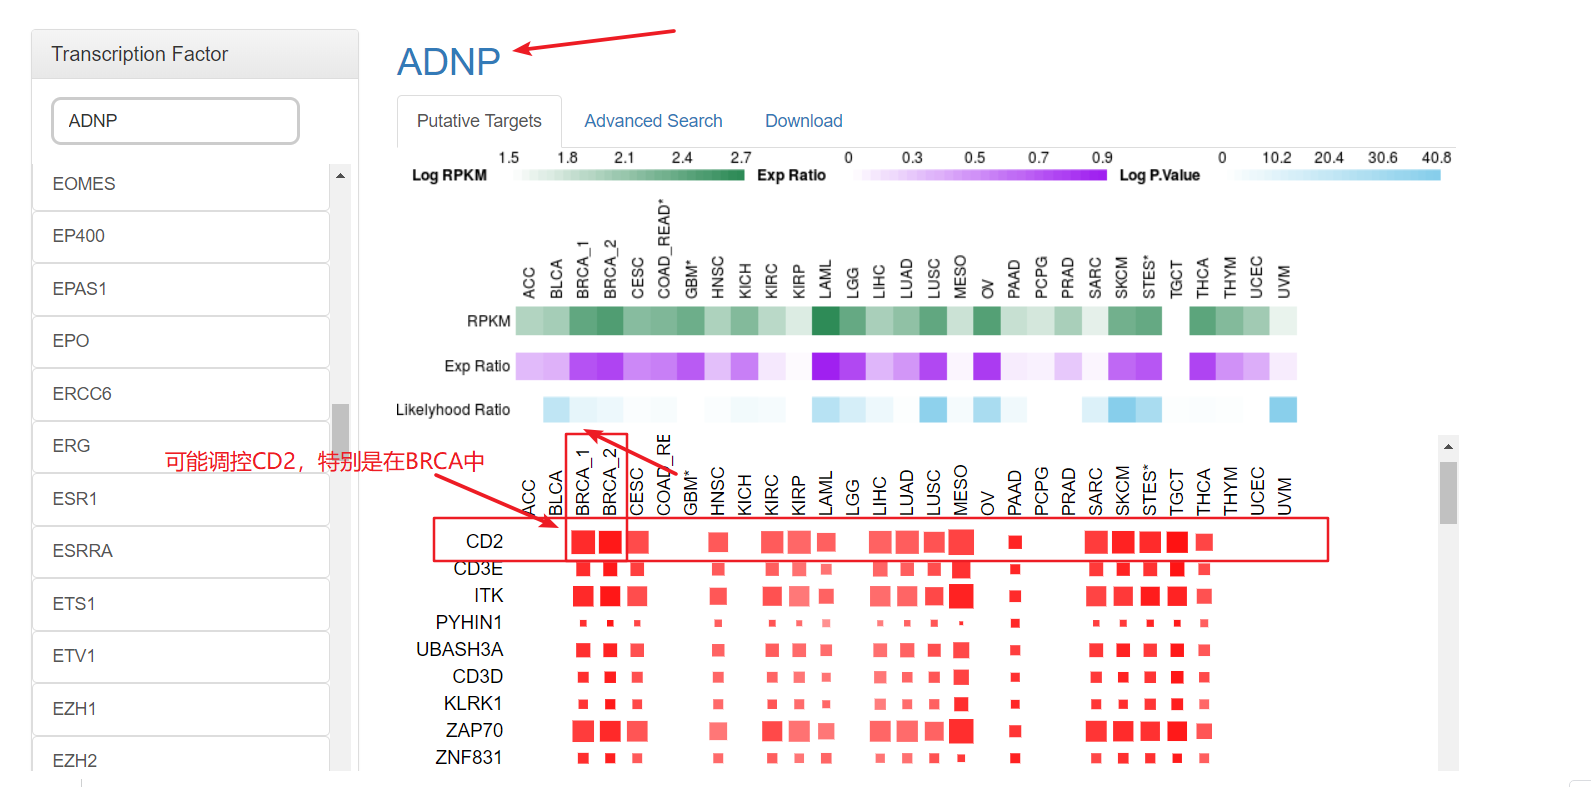 Transcription Factor
ADNP
EOMES
EP400
EPAS1
EPO
ERCC6
ERG
ESR1
ESRRA
ETS1
ETV1
EZH1
EZH2
ADNP
Putative Targets Advanced Search Download
1.5 1.8 2.1 2.4 2.7 0 0.3 0.5 0.7 0.9 0 10.2 20.4 30.6 40.8
Log RPKM Exp Ratio Log P.Value
ACC BLCA BRCA_1 BRCA_2 CESC COAD_READ* GBM* HNSC KICH KIRC KIRP LAML LGG LIHC LUAD LUSC MESO OV PAAD PCPG PRAD SARC SKCM STES* TGCT THCA THYM UCEC UVM
RPKM
Exp Ratio
Likelyhood Ratio
可能调控CD2，特别是在BRCA中
ACC BLCA BRCA_1 BRCA_2 CESC COAD_RE GBM* HNSC KICH KIRC KIRP LAML LGG LIHC LUAD LUSC MESO OV PAAD PCPG PRAD SARC SKCM STES* TGCT THCA THYM UCEC UVM
CD2
CD3E
ITK
PYHIN1
UBASH3A
CD3D
KLRK1
ZAP70
ZNF831